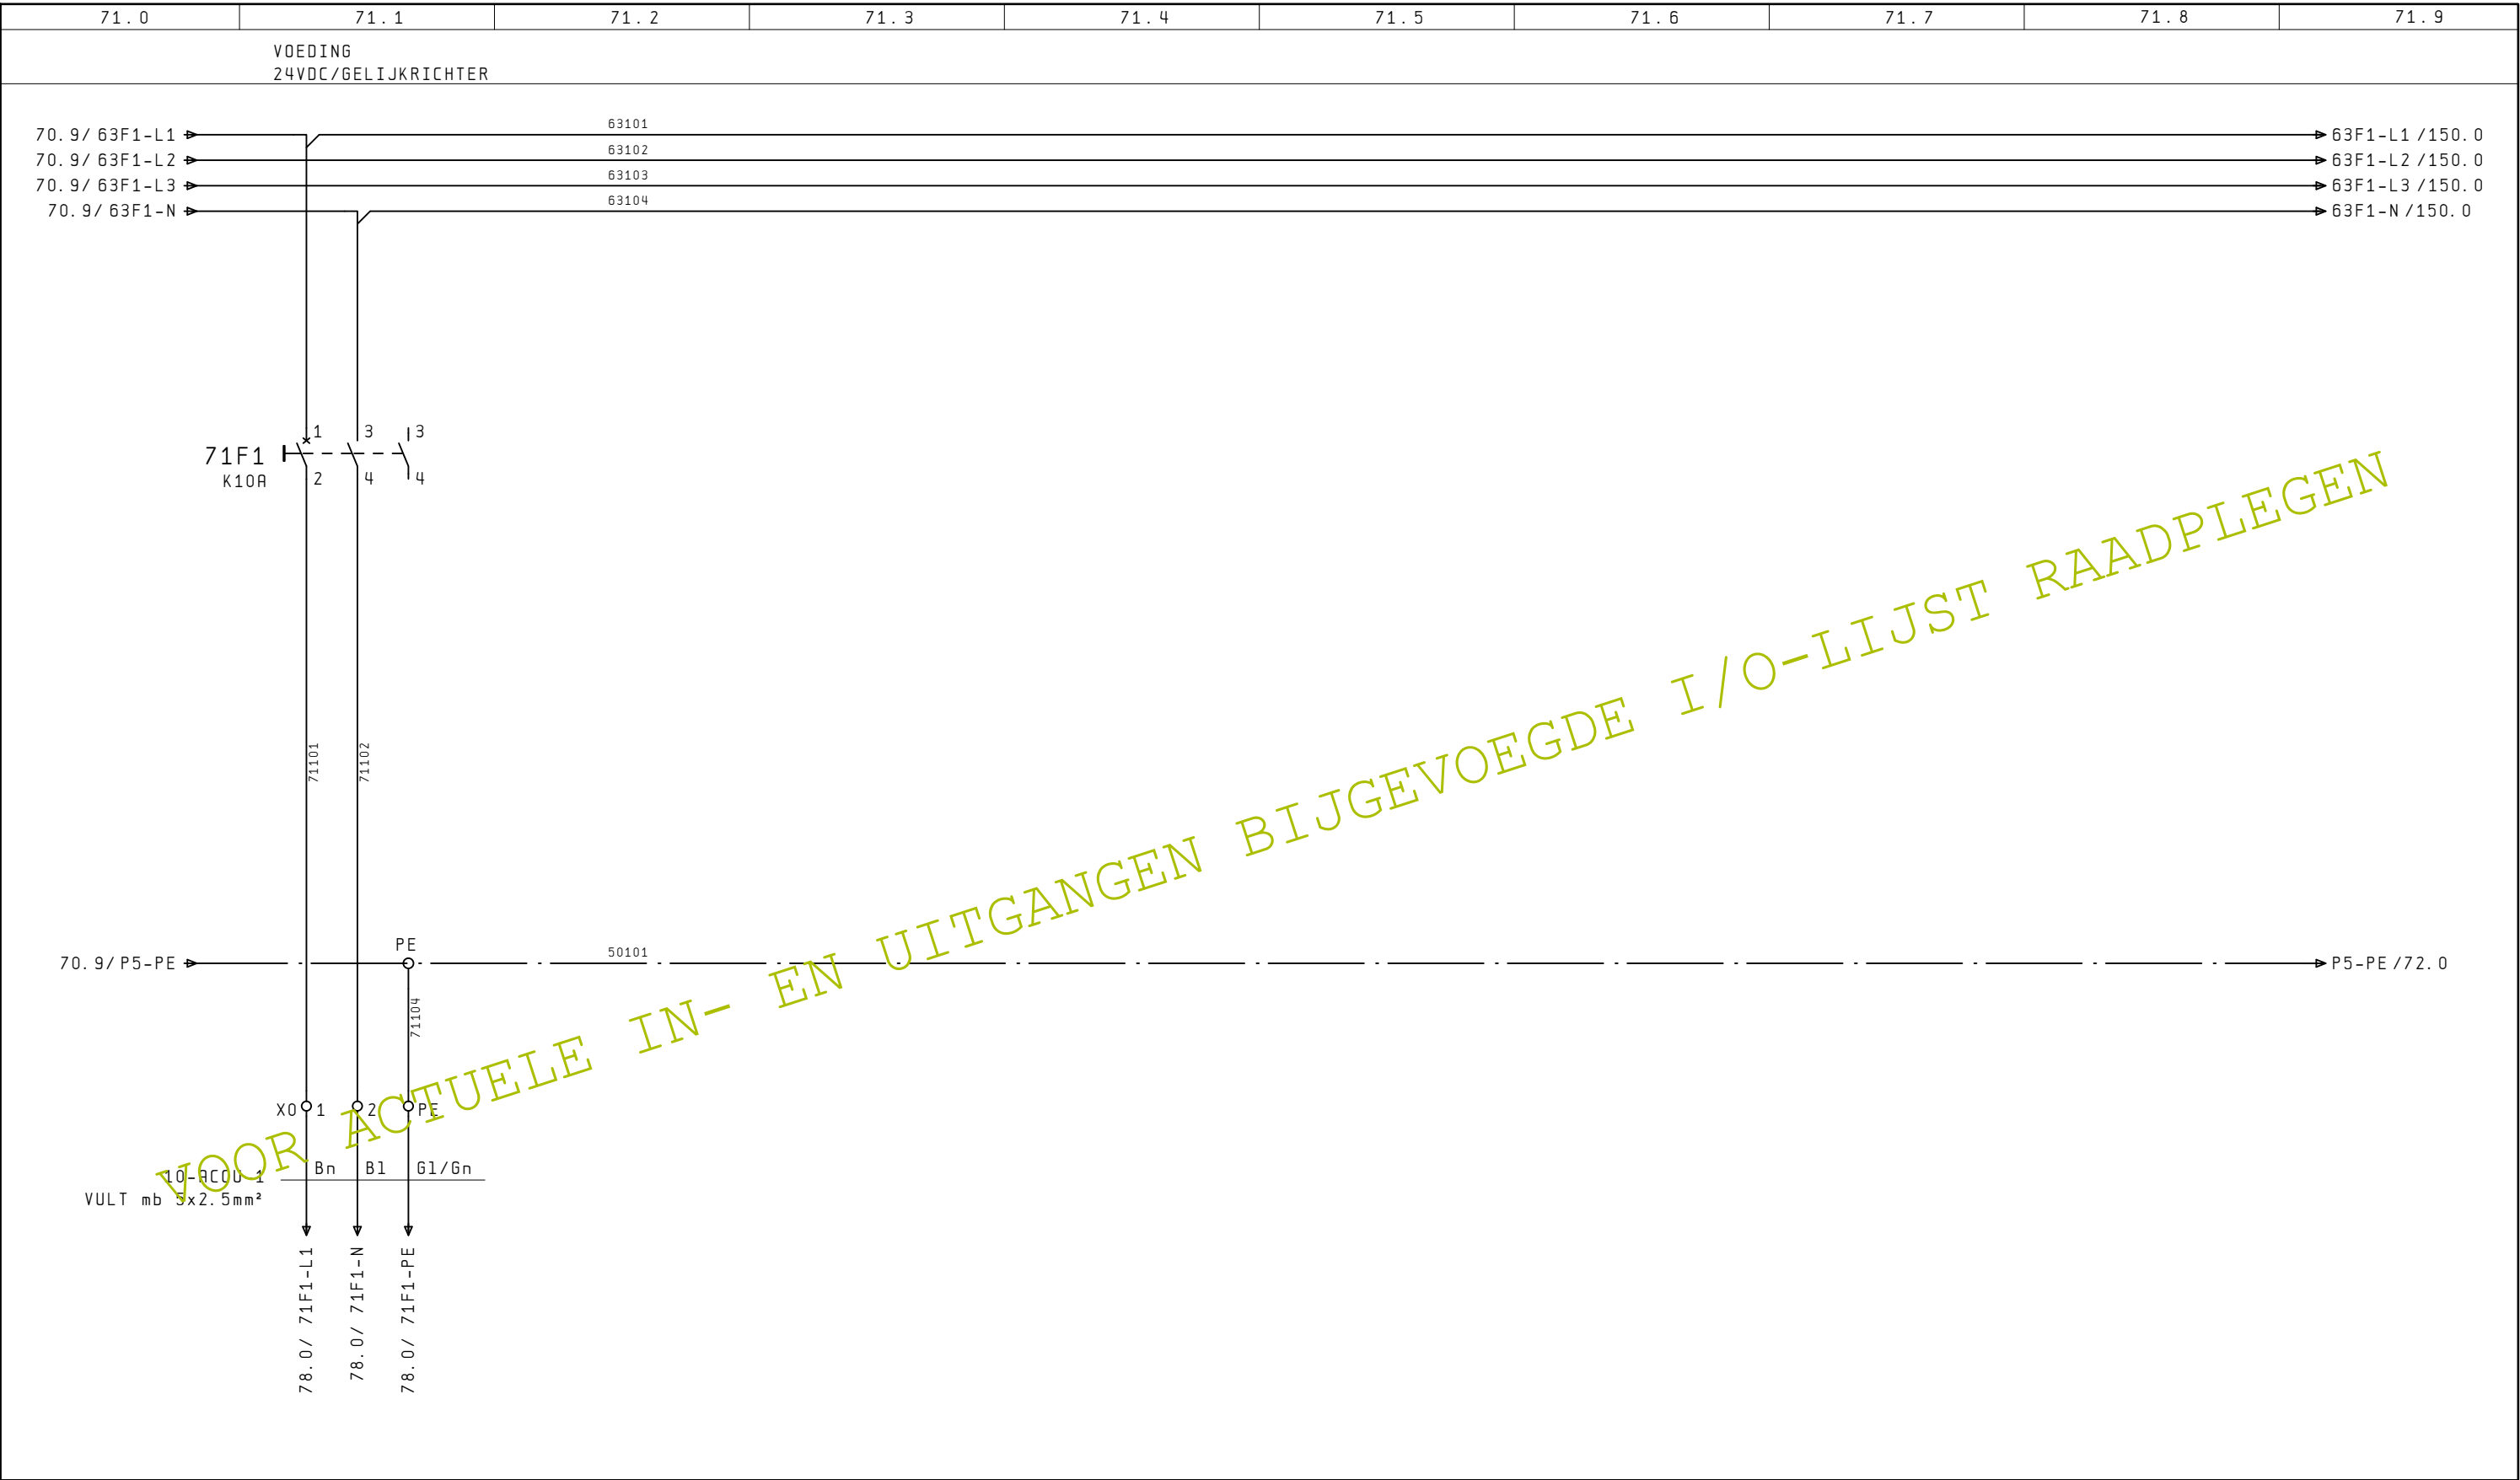 71.0 71.1 71.2 71.3 71.4 71.5 71.6 71.7 71.8 71.9
VOEDING
24VDC/GELIJKRICHTER
70.9/ 63F1-L1 63101 63F1-L1 /150.0
70.9/ 63F1-L2 63102 63F1-L2 /150.0
70.9/ 63F1-L3 63103 63F1-L3 /150.0
70.9/ 63F1-N 63104 63F1-N /150.0
1 3 3
71F1
K10A
2 4 4
71101 71102
PE
70.9/ P5-PE 50101 P5-PE /72.0
71104
X0 1 2 PE
Bn Bl Gl/Gn
10-ACCU-1
VULT mb 5x2.5mm²
78.0/ 71F1-L1
78.0/ 71F1-N
78.0/ 71F1-PE
VOOR ACTUELE IN- EN UITGANGEN BIJGEVOEGDE I/O-LIJST RAADPLEGEN